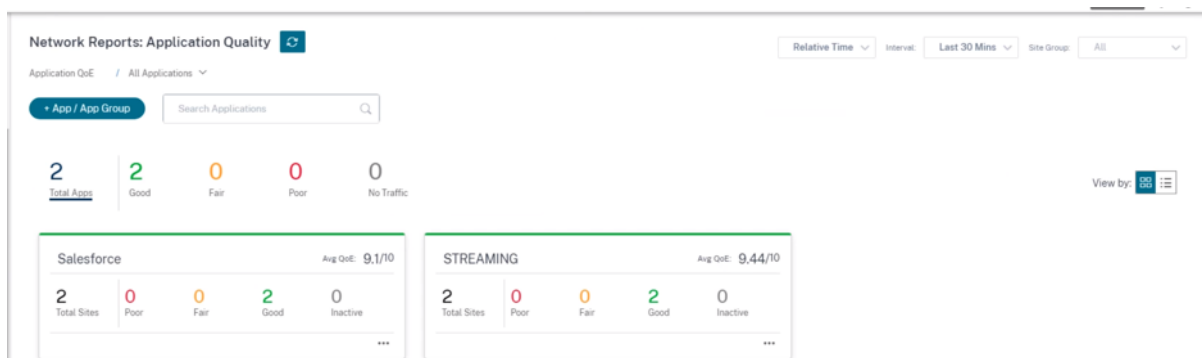 Network Reports: Application Quality
Relative Time Interval: Last 30 Mins Site Group: All
Application QoE / All Applications
+ App / App Group Search Applications
2 2 0 0 0
Total Apps Good Fair Poor No Traffic
View by:
Salesforce Avg QoE: 9.1/10
2 0 0 2 0
Total Sites Poor Fair Good Inactive
...
STREAMING Avg QoE: 9.44/10
2 0 0 2 0
Total Sites Poor Fair Good Inactive
...